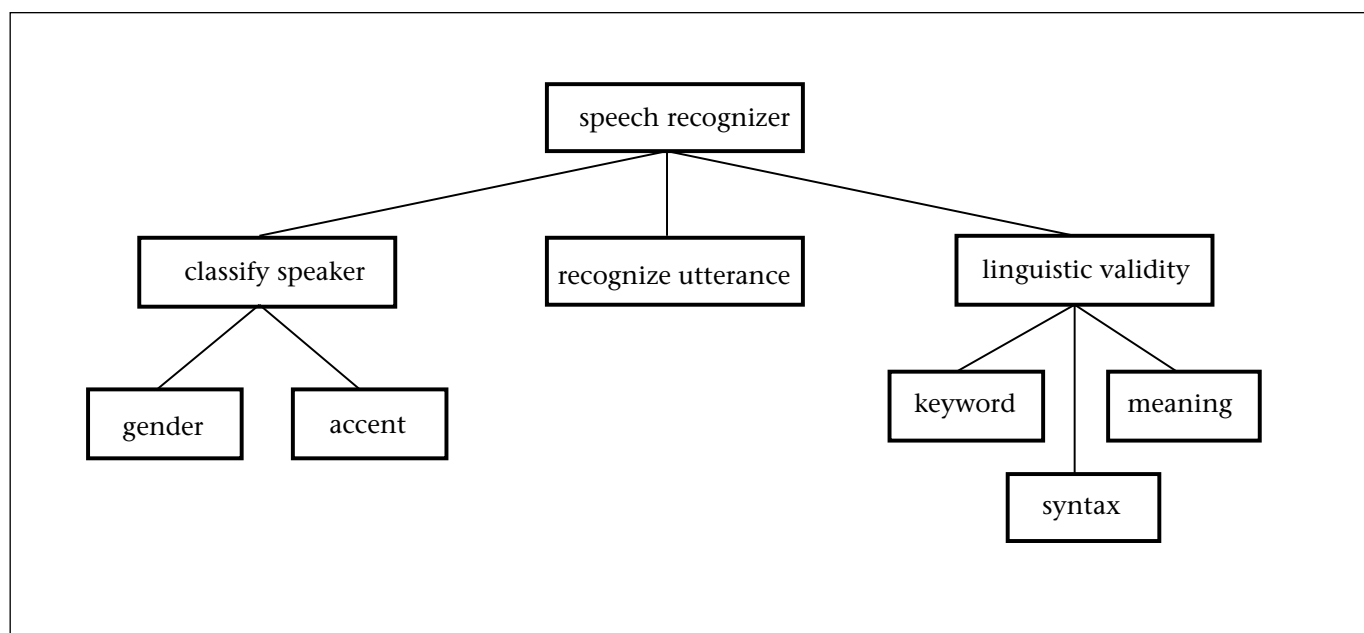 speech recognizer
classify speaker
recognize utterance
linguistic validity
gender
accent
keyword
meaning
syntax